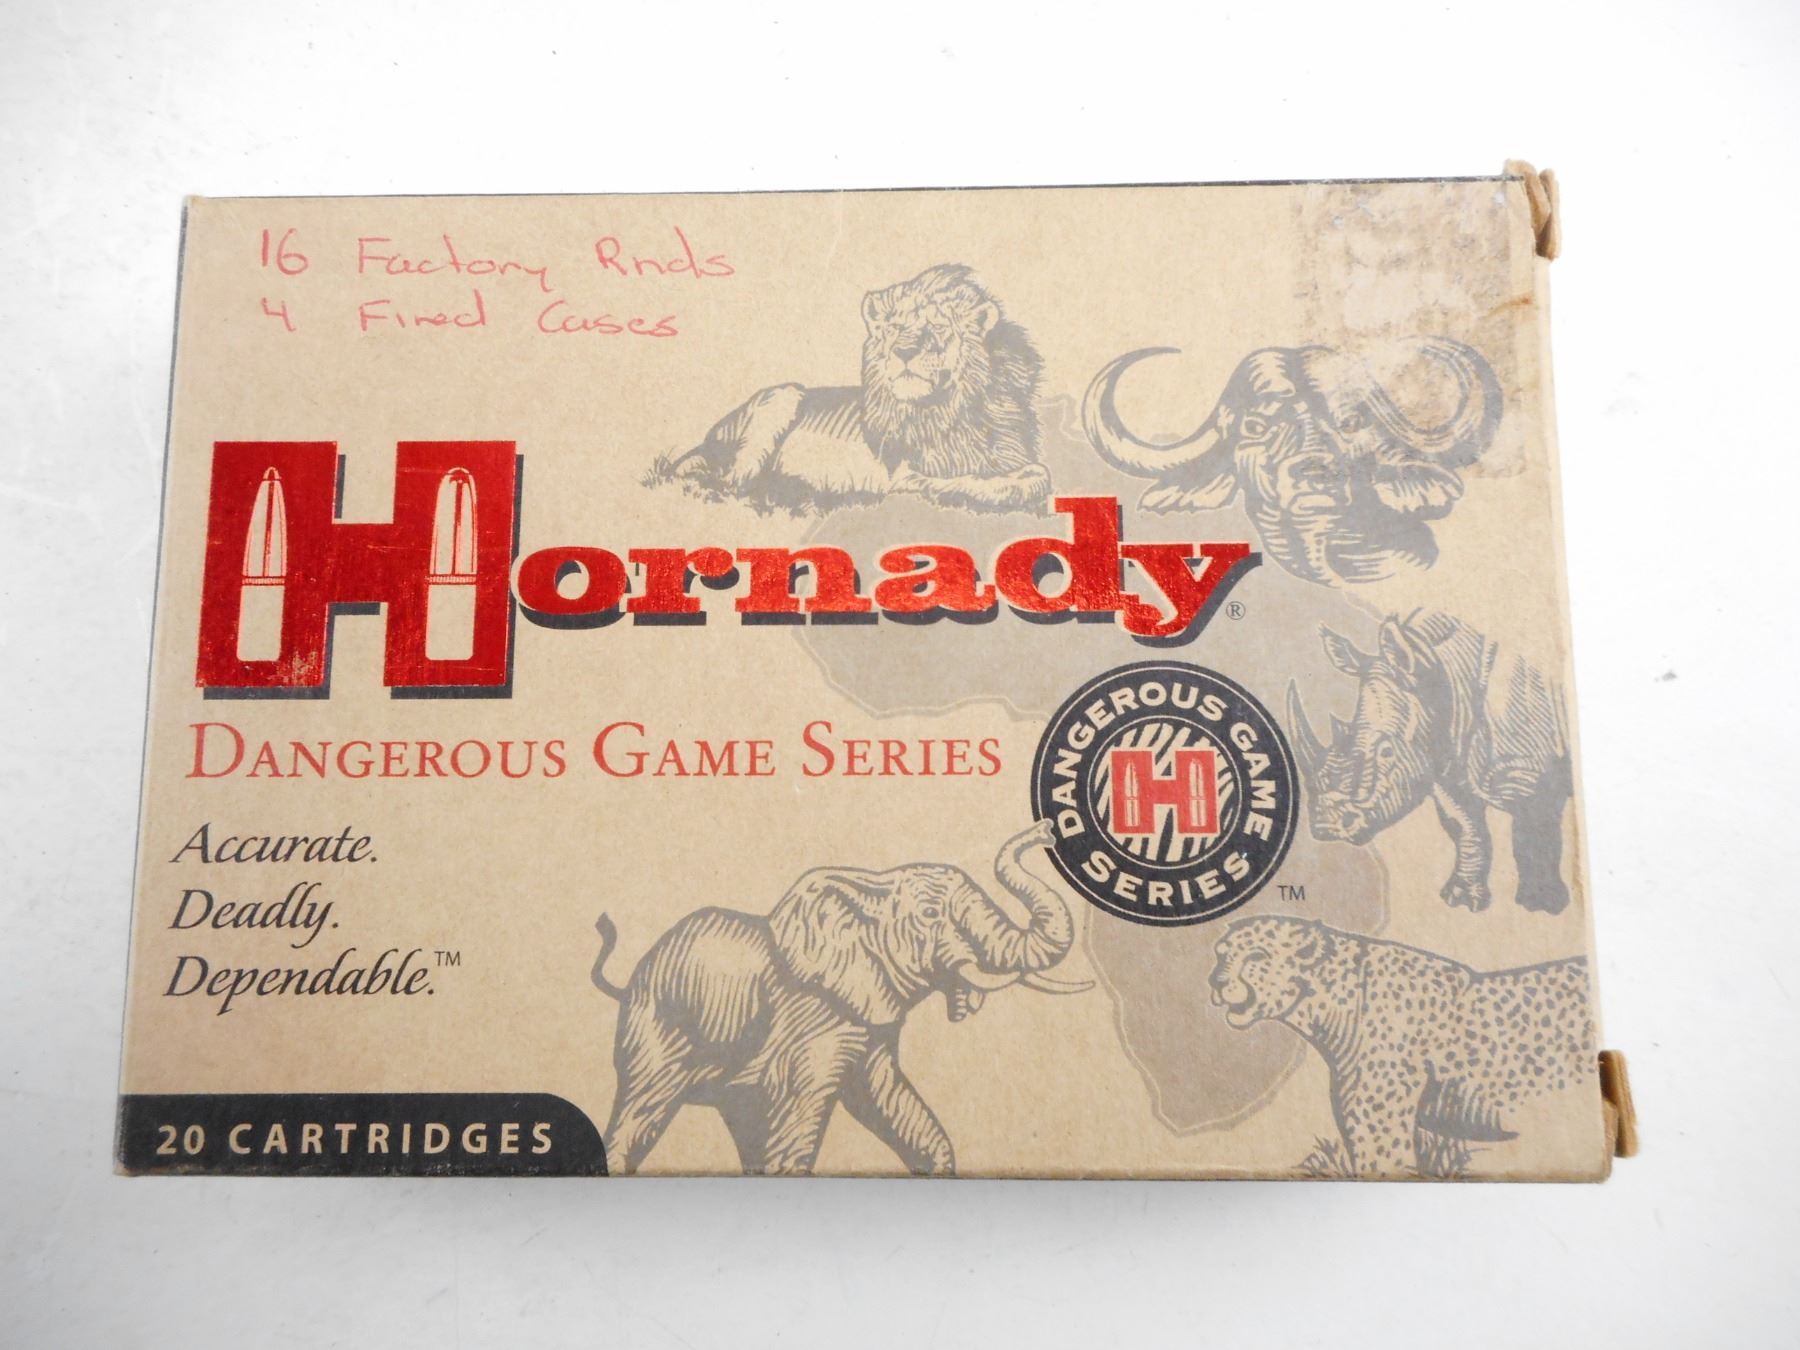 16 Factory Rnds
4 Fired Cases
Hornady®
DANGEROUS GAME SERIES
DANGEROUS GAME
H
SERIES
TM
Accurate.
Deadly.
Dependable.™
20 CARTRIDGES